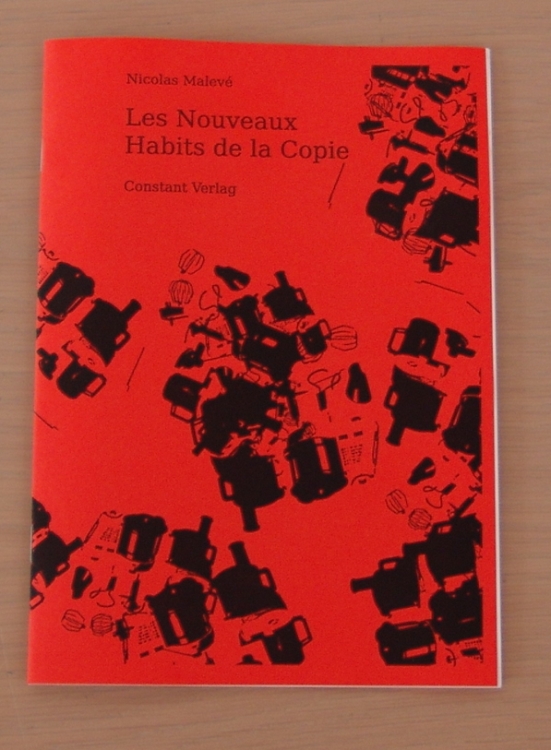 Nicolas Malevé
Les Nouveaux
Habits de la Copie
Constant Verlag